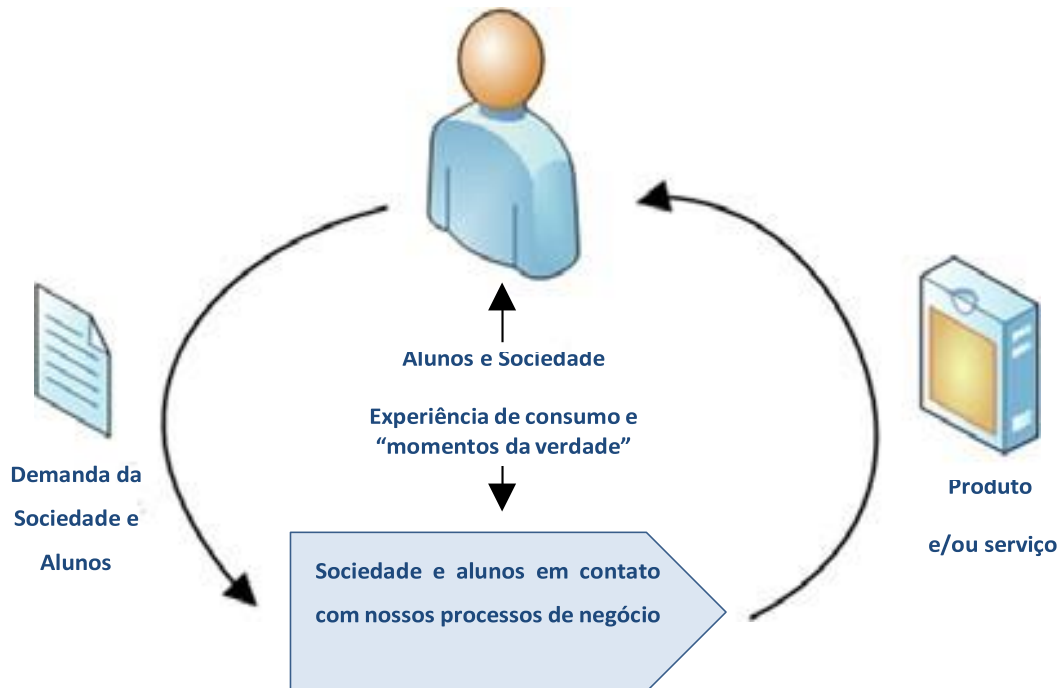 Alunos e Sociedade
Experiência de consumo e
“momentos da verdade”
Demanda da
Sociedade e
Alunos
Produto
e/ou serviço
Sociedade e alunos em contato
com nossos processos de negócio